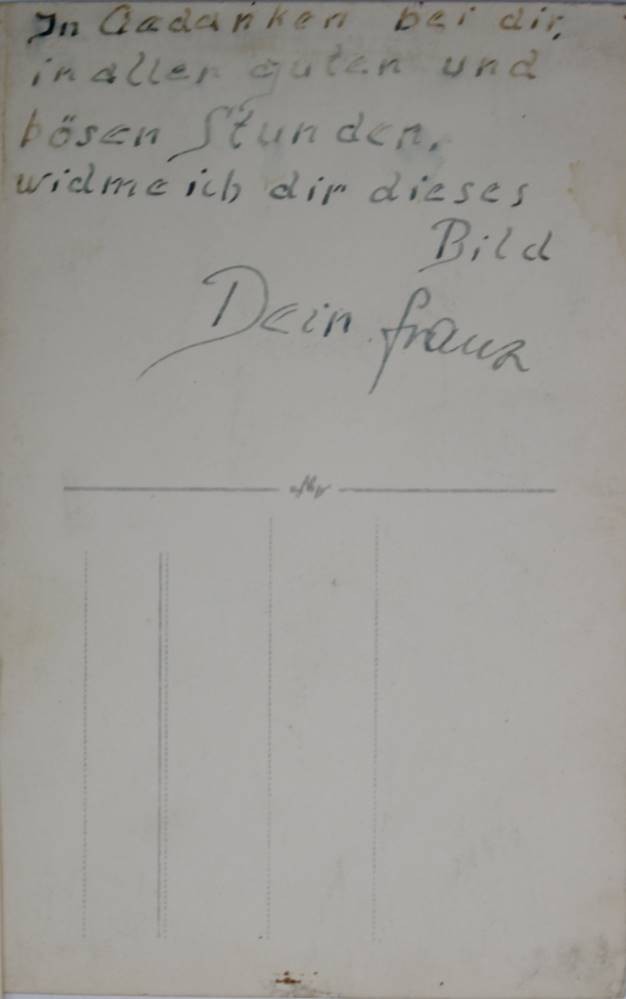 In Gedanken bei dir,
in allen guten und
bösen Stunden,
widme ich dir dieses
Bild
Dein Franz